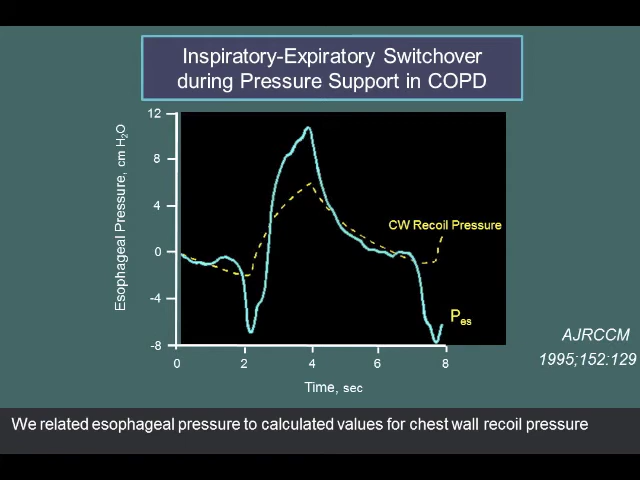 Inspiratory-Expiratory Switchover
during Pressure Support in COPD
12
8
4
0
-4
-8
Esophageal Pressure, cm H₂O
CW Recoil Pressure
Pes
0 2 4 6 8
Time, sec
AJRCCM
1995;152:129
We related esophageal pressure to calculated values for chest wall recoil pressure